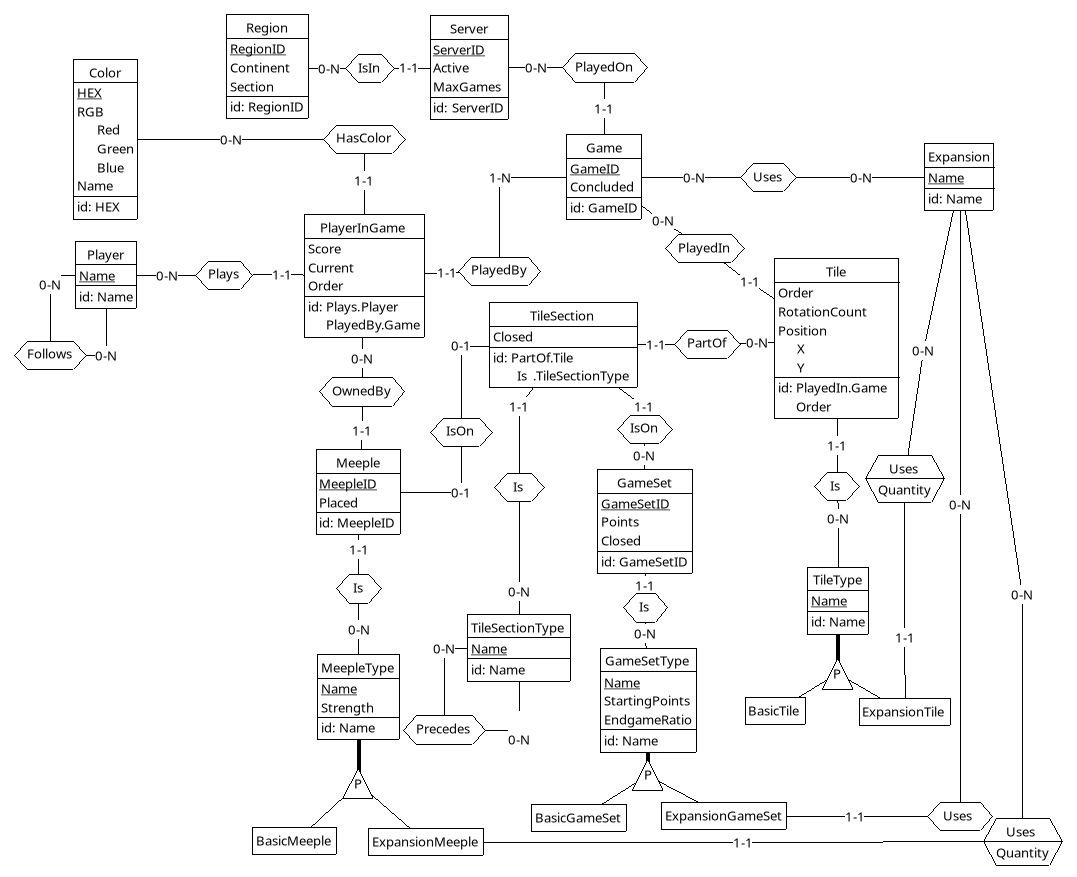 Region
RegionID
Continent
Section
id: RegionID
0-N
IsIn
1-1
Server
ServerID
Active
MaxGames
id: ServerID
0-N
PlayedOn
1-1
Color
HEX
RGB
Red
Green
Blue
Name
id: HEX
0-N
HasColor
1-1
Game
GameID
Concluded
id: GameID
1-N
0-N
Uses
0-N
Expansion
Name
id: Name
0-N
PlayedIn
1-1
PlayerInGame
Score
Current
Order
id: Plays.Player
PlayedBy.Game
1-1
PlayedBy
Player
Name
id: Name
0-N
Plays
1-1
0-N
Follows
0-N
Tile
Order
RotationCount
Position
X
Y
id: PlayedIn.Game
Order
TileSection
Closed
id: PartOf.Tile
Is .TileSectionType
1-1
PartOf
0-N
0-1
0-N
OwnedBy
1-1
IsOn
0-1
1-1
Is
0-N
1-1
IsOn
0-N
1-1
Is
0-N
0-N
Uses
Quantity
1-1
0-N
0-N
Meeple
MeepleID
Placed
id: MeepleID
1-1
Is
0-N
GameSet
GameSetID
Points
Closed
id: GameSetID
1-1
Is
0-N
TileType
Name
id: Name
P
BasicTile
ExpansionTile
TileSectionType
Name
id: Name
0-N
Precedes
0-N
MeepleType
Name
Strength
id: Name
P
BasicMeeple
ExpansionMeeple
GameSetType
Name
StartingPoints
EndgameRatio
id: Name
P
BasicGameSet
ExpansionGameSet
1-1
Uses
1-1
Uses
Quantity